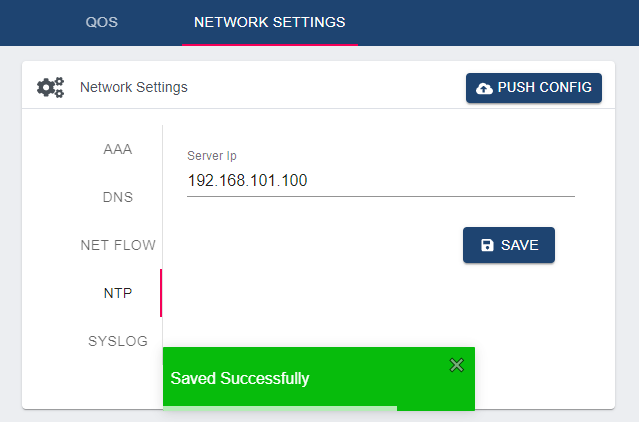 QOS
NETWORK SETTINGS
Network Settings
PUSH CONFIG
AAA
DNS
NET FLOW
NTP
SYSLOG
Server Ip
192.168.101.100
SAVE
Saved Successfully